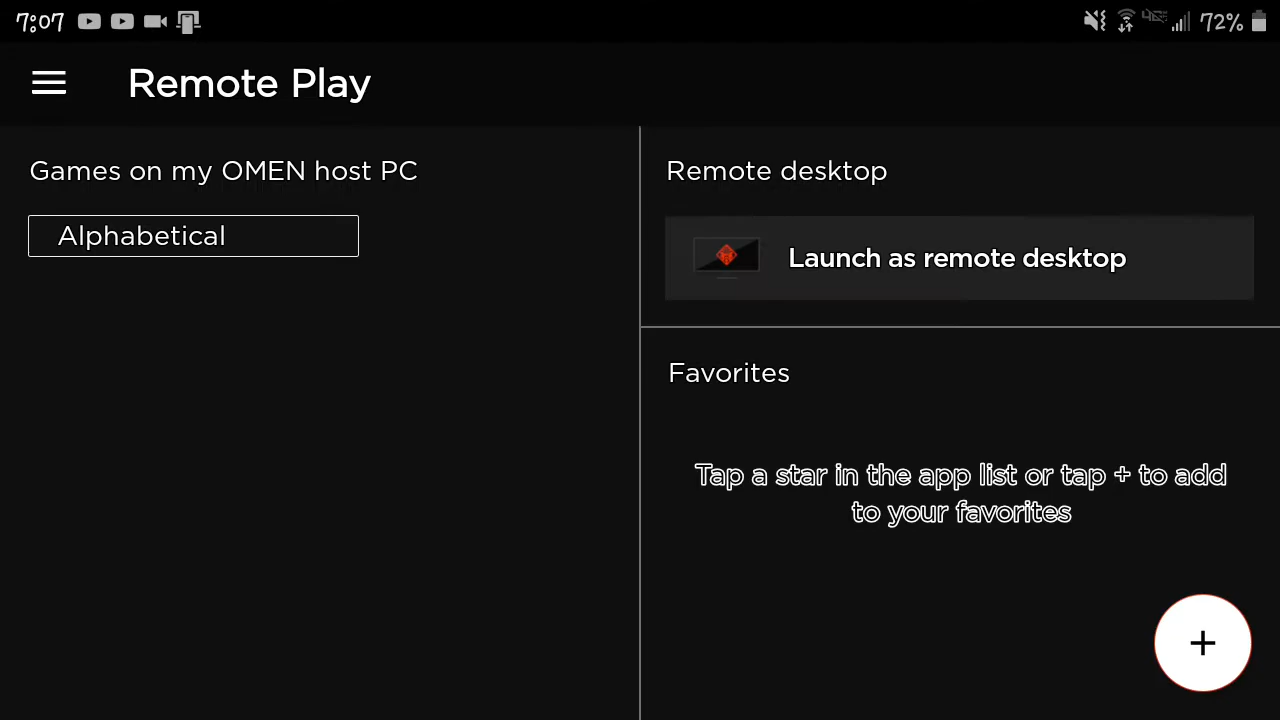 7:07
4G
72%
Remote Play
Games on my OMEN host PC
Alphabetical
Remote desktop
Launch as remote desktop
Favorites
Tap a star in the app list or tap + to add
to your favorites
+